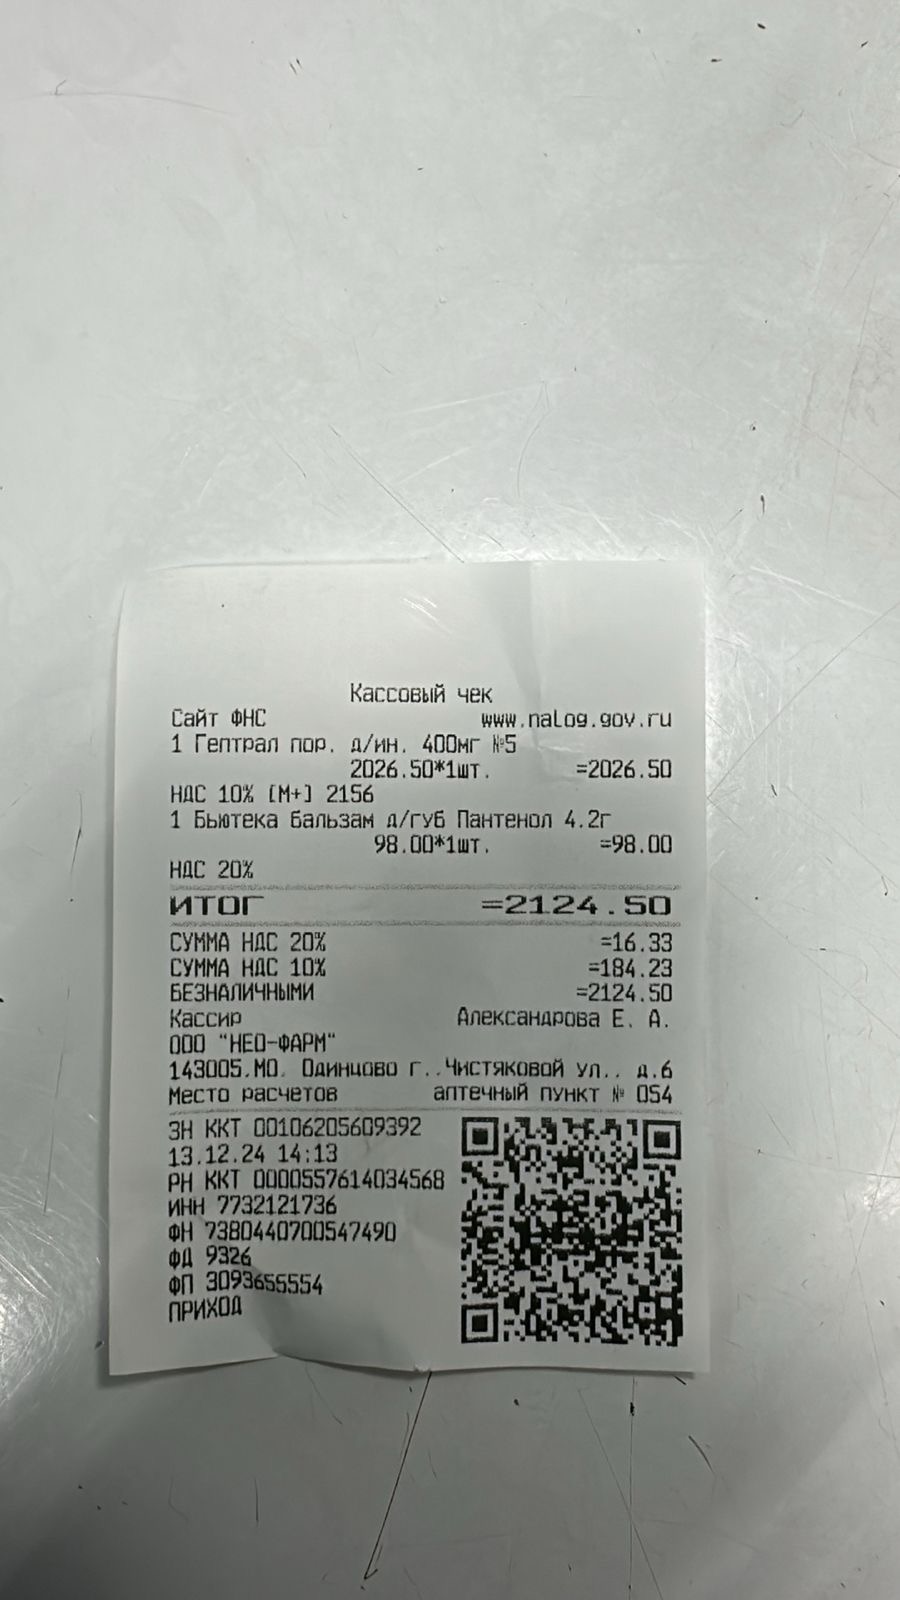 Кассовый чек
Сайт ФНС www.nalog.gov.ru
1 Гептрал пор. д/ин. 400мг №5
2026.50*1шт. =2026.50
НДС 10% [М+] 2156
1 Бьютека бальзам д/губ Пантенол 4.2г
98.00*1шт. =98.00
НДС 20%
ИТОГ =2124.50
СУММА НДС 20% =16.33
СУММА НДС 10% =184.23
БЕЗНАЛИЧНЫМИ =2124.50
Кассир Александрова Е. А.
ООО "НЕО-ФАРМ"
143005.МО. Одинцово г..Чистяковой ул.. д.6
Место расчетов аптечный пункт № 054
ЗН ККТ 00106205609392
13.12.24 14:13
РН ККТ 0000557614034568
ИНН 7732121736
ФН 7380440700547490
ФД 9326
ФП 3093655554
ПРИХОД